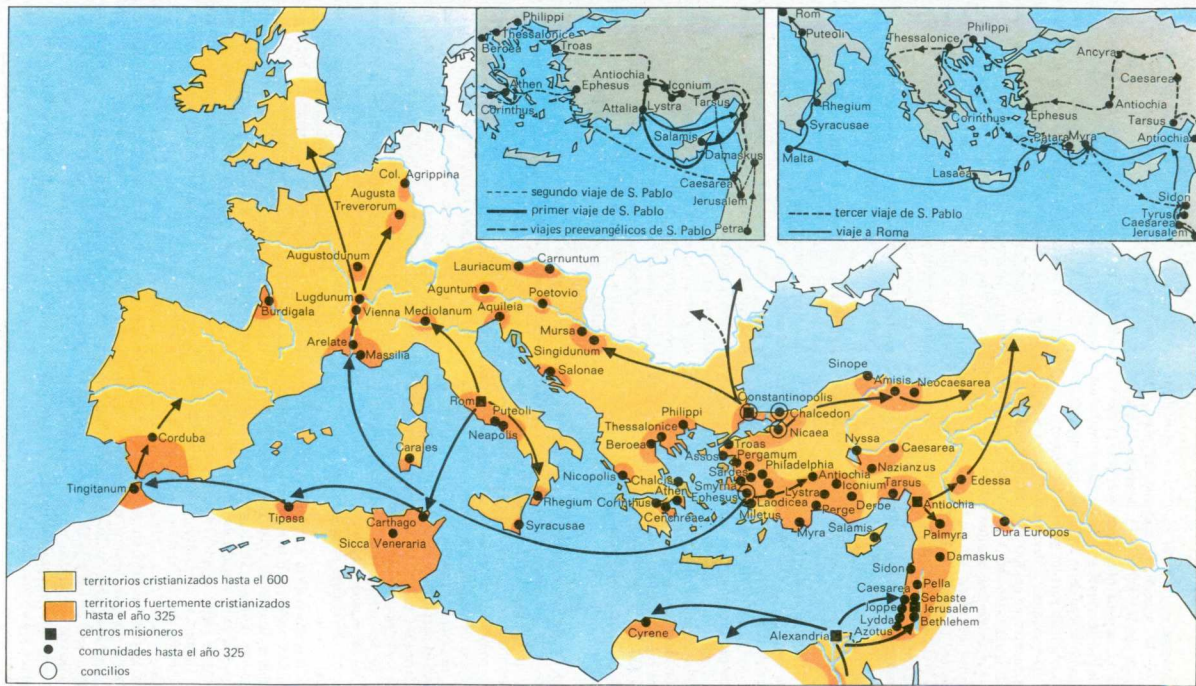 Philippi
Thessalonice
Beroea
Troas
Athen
Corinthus
Antiochia
Ephesus
Iconium
Attalia
Lystra
Tarsus
Salamis
Damaskus
Caesarea
Jerusalem
Petra
segundo viaje de S. Pablo
primer viaje de S. Pablo
viajes preevangélicos de S. Pablo
Rom
Puteoli
Thessalonice
Philippi
Ancyra
Caesarea
Rhegium
Corinthus
Ephesus
Antiochia
Tarsus
Syracusae
Patara
Myra
Antiochia
Malta
Lasaea
Sidon
Tyrus
Caesarea
Jerusalem
tercer viaje de S. Pablo
viaje a Roma
Col. Agrippina
Augusta
Treverorum
Augustodunum
Lauriacum
Carnuntum
Lugdunum
Aguntum
Poetovio
Burdigala
Vienna
Mediolanum
Aquileia
Arelate
Mursa
Massilia
Singidunum
Salonae
Sinope
Amisis
Neocaesarea
Rom
Constantinopolis
Puteoli
Philippi
Chalcedon
Corduba
Neapolis
Thessalonice
Nicaea
Carales
Beroea
Troas
Nyssa
Caesarea
Assos
Pergamum
Tingitanum
Nicopolis
Chalcis
Sardes
Philadelphia
Nazianzus
Smyrna
Antiochia
Tarsus
Edessa
Tipasa
Rhegium
Corinthus
Athen
Ephesus
Lystra
Iconium
Carthago
Laodicea
Derbe
Antiochia
Cenchreae
Miletus
Perge
Sicca Veneraria
Syracusae
Myra
Salamis
Palmyra
Dura Europos
Damaskus
Sidon
Pella
Caesarea
Sebaste
Joppe
Jerusalem
Cyrene
Lydda
Bethlehem
Alexandria
Azotus
territorios cristianizados hasta el 600
territorios fuertemente cristianizados
hasta el año 325
centros misioneros
comunidades hasta el año 325
concilios